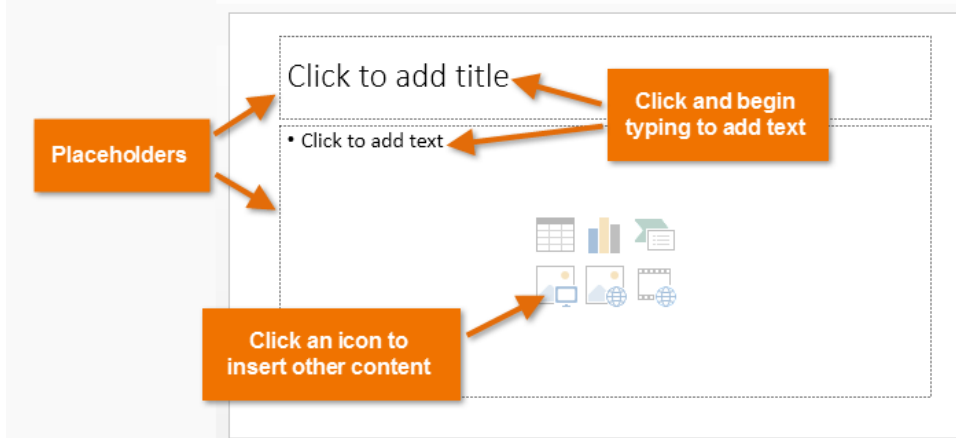 Click to add title
Click and begin
typing to add text
• Click to add text
Placeholders
Click an icon to
insert other content